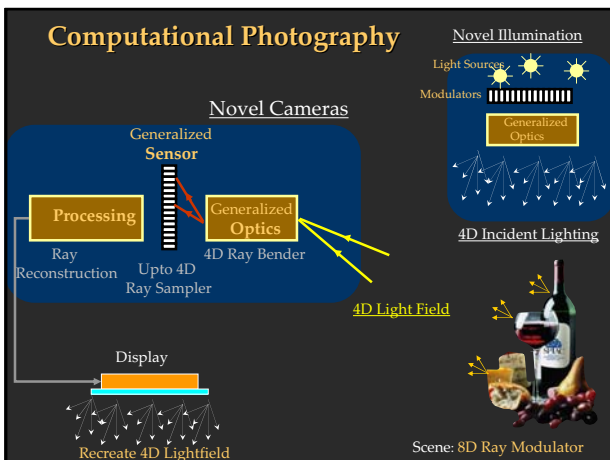 Computational Photography
Novel Illumination
Light Sources
Modulators
Generalized
Optics
4D Incident Lighting
Novel Cameras
Generalized
Sensor
Processing
Generalized
Optics
Ray
Reconstruction
Upto 4D
Ray Sampler
4D Ray Bender
4D Light Field
Display
Recreate 4D Lightfield
Scene: 8D Ray Modulator